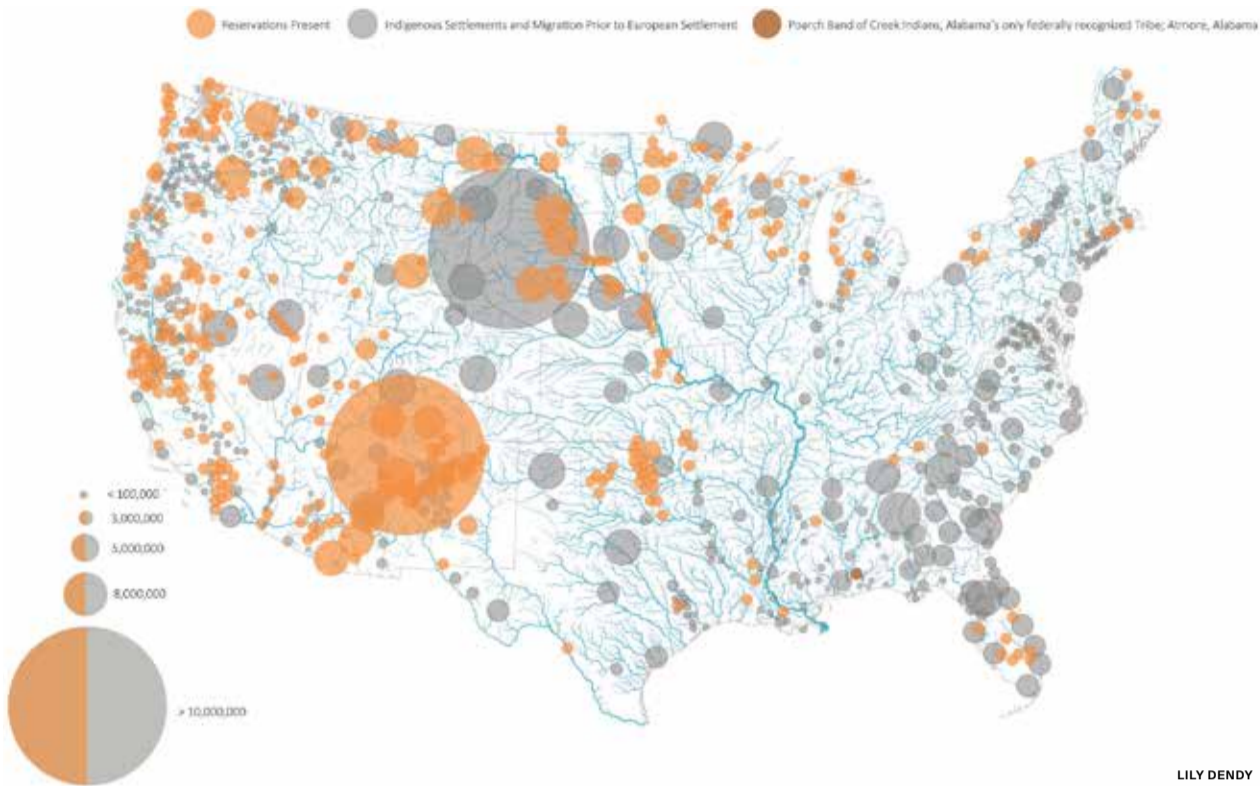 Reservations Present
Indigenous Settlements and Migration Prior to European Settlement
Poarch Band of Creek Indians, Alabama's only federally recognized Tribe; Atmore, Alabama
< 100,000
3,000,000
5,000,000
8,000,000
> 10,000,000
LILY DENDY